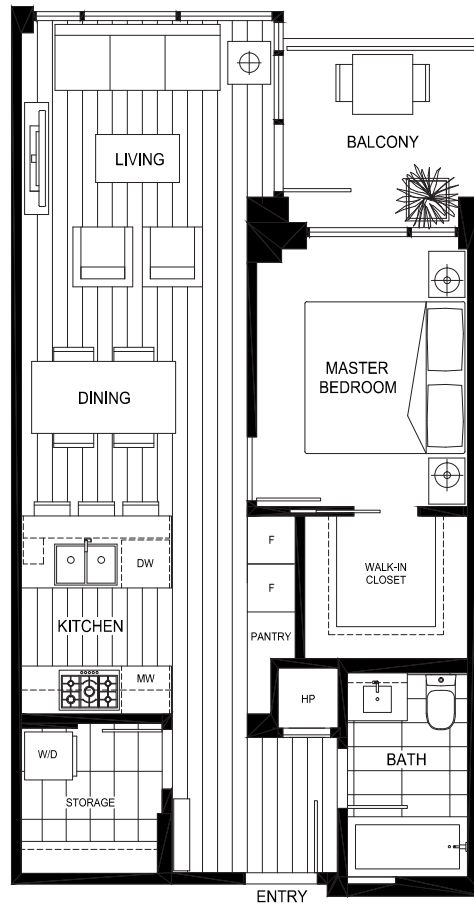 BALCONY
LIVING
MASTER
BEDROOM
DINING
F
DW
F
WALK-IN
CLOSET
KITCHEN
PANTRY
MW
HP
W/D
BATH
STORAGE
ENTRY